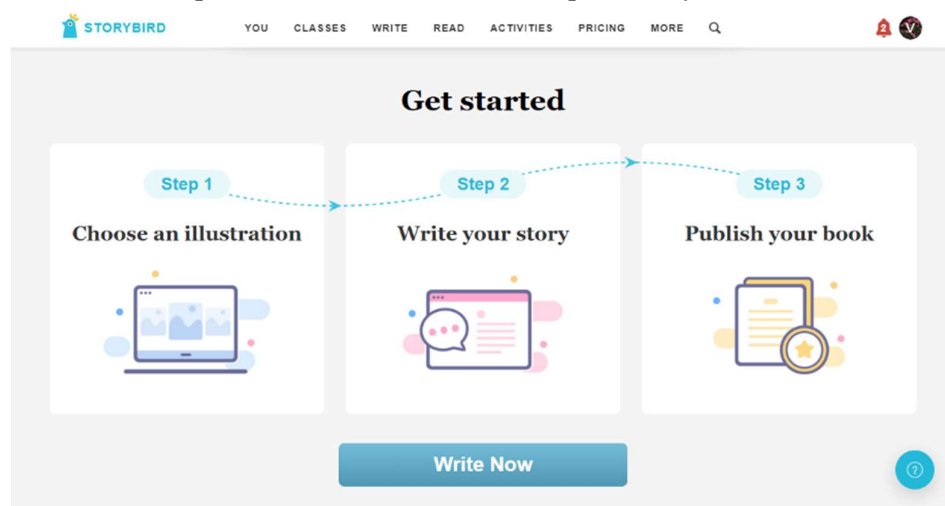 STORYBIRD YOU CLASSES WRITE READ ACTIVITIES PRICING MORE 2 V
Get started
Step 1 Step 2 Step 3
Choose an illustration Write your story Publish your book
Write Now
?